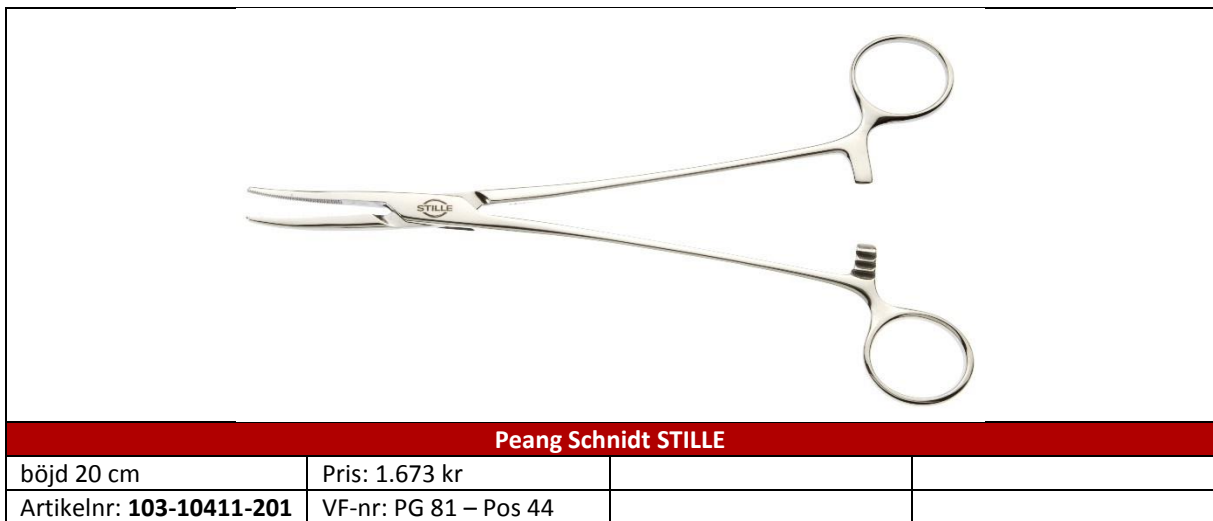 STILLE
Peang Schnidt STILLE
böjd 20 cm
Pris: 1.673 kr
Artikelnr: 103-10411-201
VF-nr: PG 81 – Pos 44